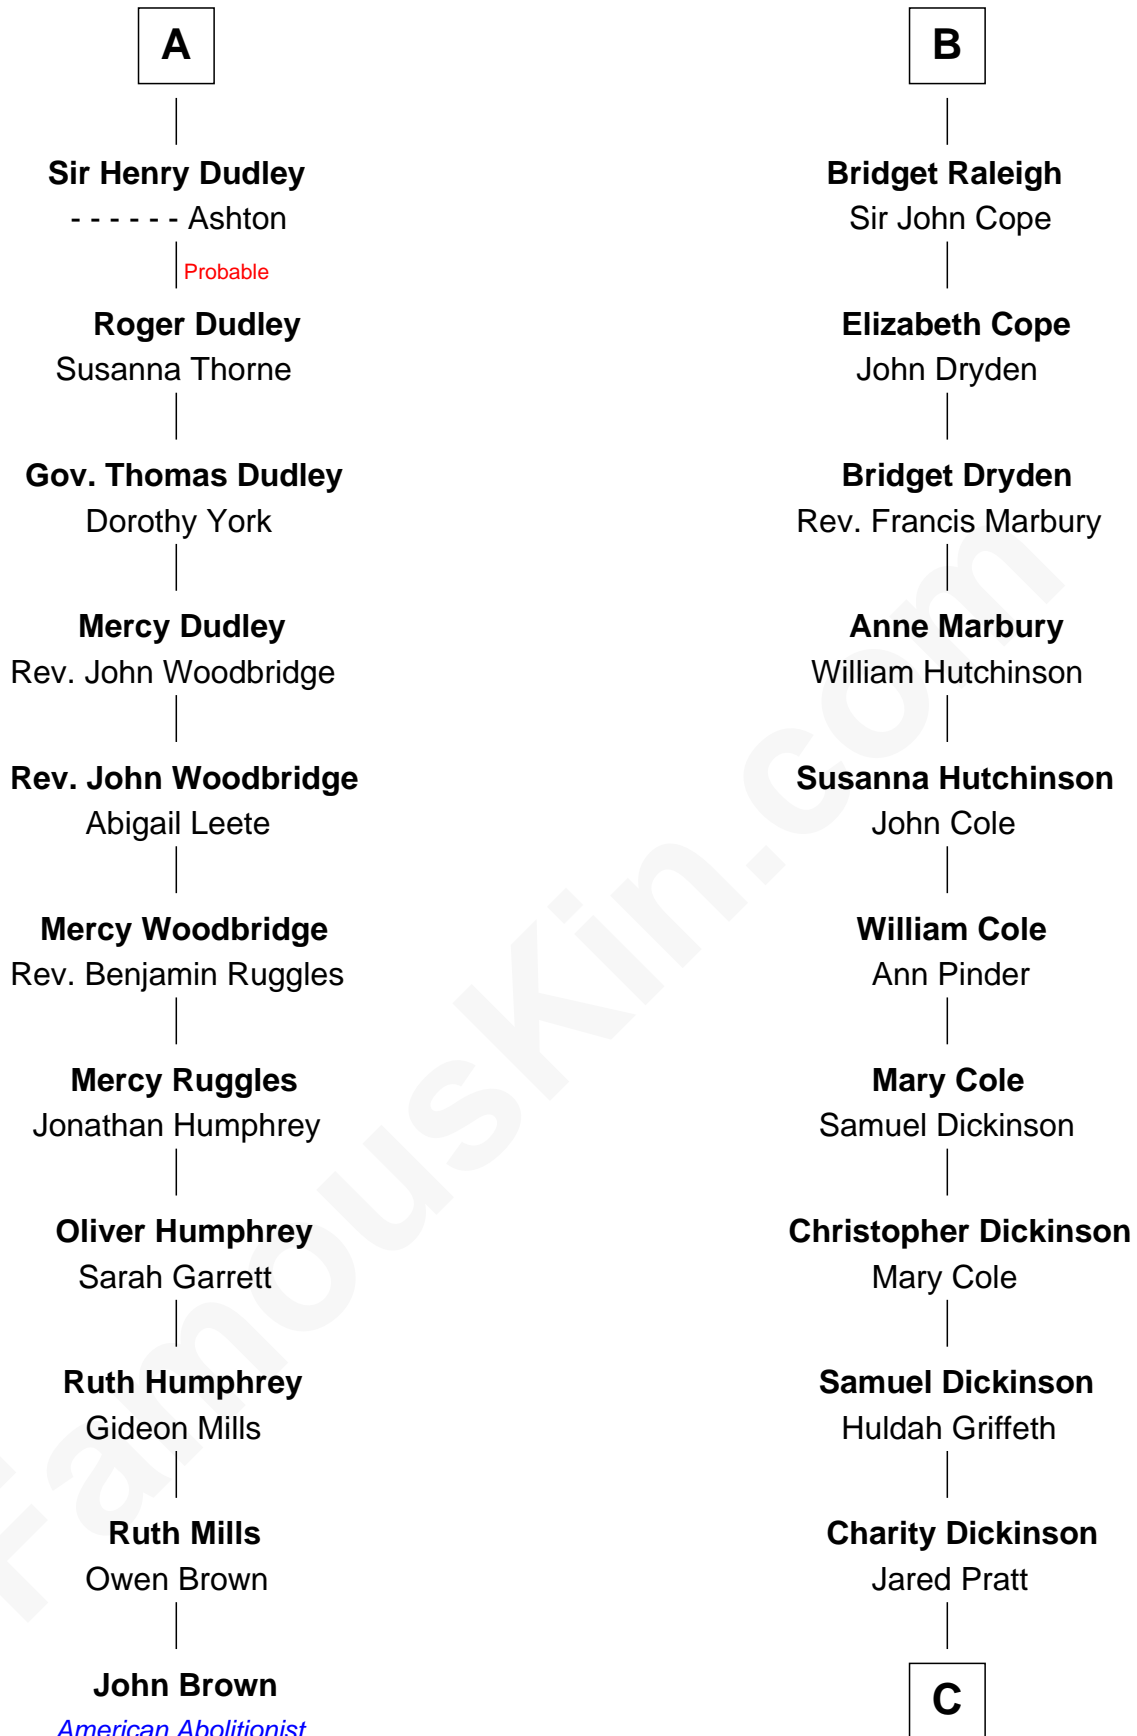 A
Sir Henry Dudley
- - - - - - Ashton
Probable
Roger Dudley
Susanna Thorne
Gov. Thomas Dudley
Dorothy York
Mercy Dudley
Rev. John Woodbridge
Rev. John Woodbridge
Abigail Leete
Mercy Woodbridge
Rev. Benjamin Ruggles
Mercy Ruggles
Jonathan Humphrey
Oliver Humphrey
Sarah Garrett
Ruth Humphrey
Gideon Mills
Ruth Mills
Owen Brown
John Brown
American Abolitionist
B
Bridget Raleigh
Sir John Cope
Elizabeth Cope
John Dryden
Bridget Dryden
Rev. Francis Marbury
Anne Marbury
William Hutchinson
Susanna Hutchinson
John Cole
William Cole
Ann Pinder
Mary Cole
Samuel Dickinson
Christopher Dickinson
Mary Cole
Samuel Dickinson
Huldah Griffeth
Charity Dickinson
Jared Pratt
C
FamousKin.com